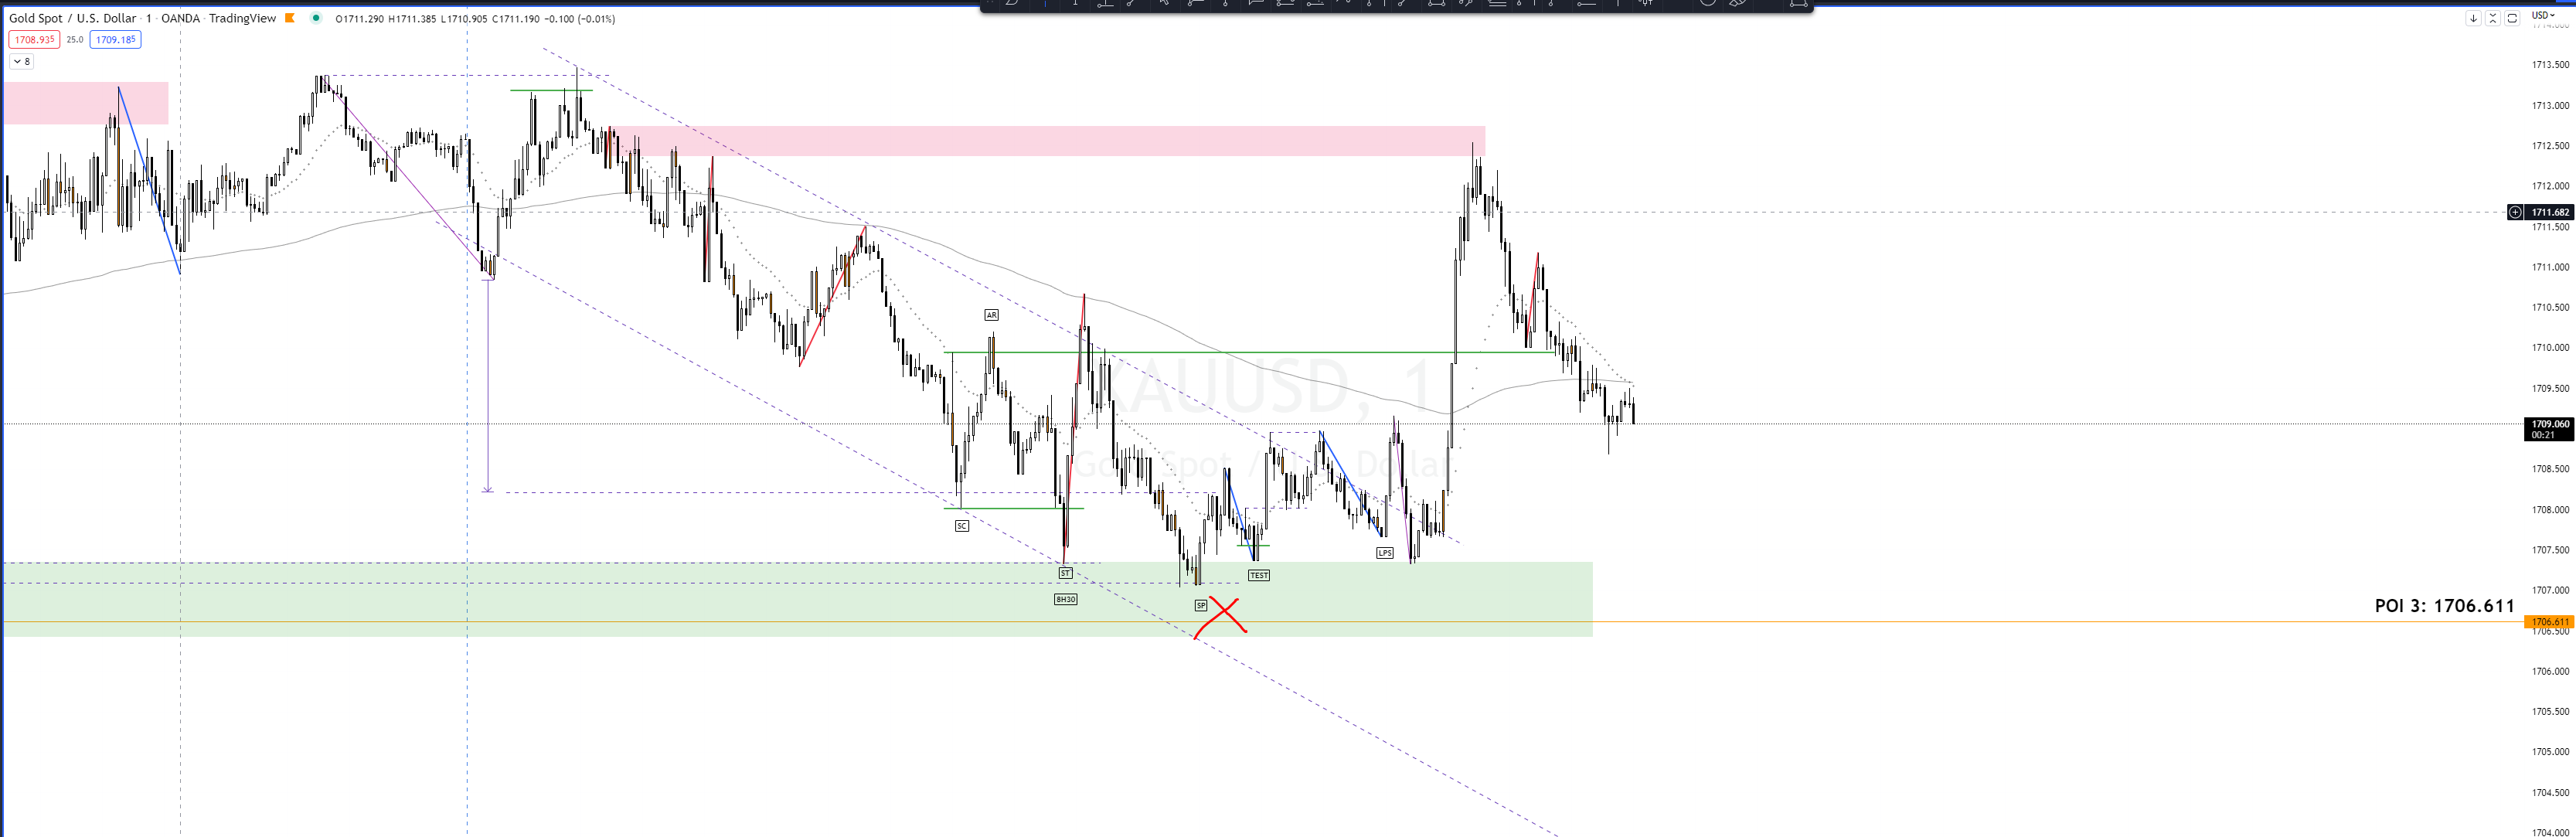 Gold Spot / U.S. Dollar · 1 · OANDA · TradingView O1711.290 H1711.385 L1710.905 C1711.190 −0.100 (−0.01%)
USD
1708.935 25.0 1709.185
8
1714.000
1713.500
1713.000
1712.500
1712.000
1711.682
1711.500
1711.000
1710.500
AR
1710.000
XAUUSD, 1
1709.500
1709.060
00:21
Gold Spot / U.S. Dollar
1708.500
1708.000
SC
1707.500
LPS
ST
TEST
1707.000
8H30
SP
POI 3: 1706.611
1706.611
1706.500
1706.000
1705.500
1705.000
1704.500
1704.000